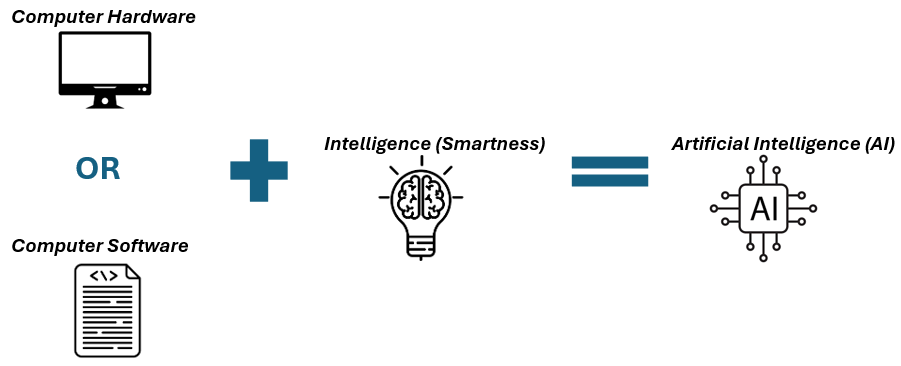 Computer Hardware
OR
Computer Software
<\>
Intelligence (Smartness)
Artificial Intelligence (AI)
AI